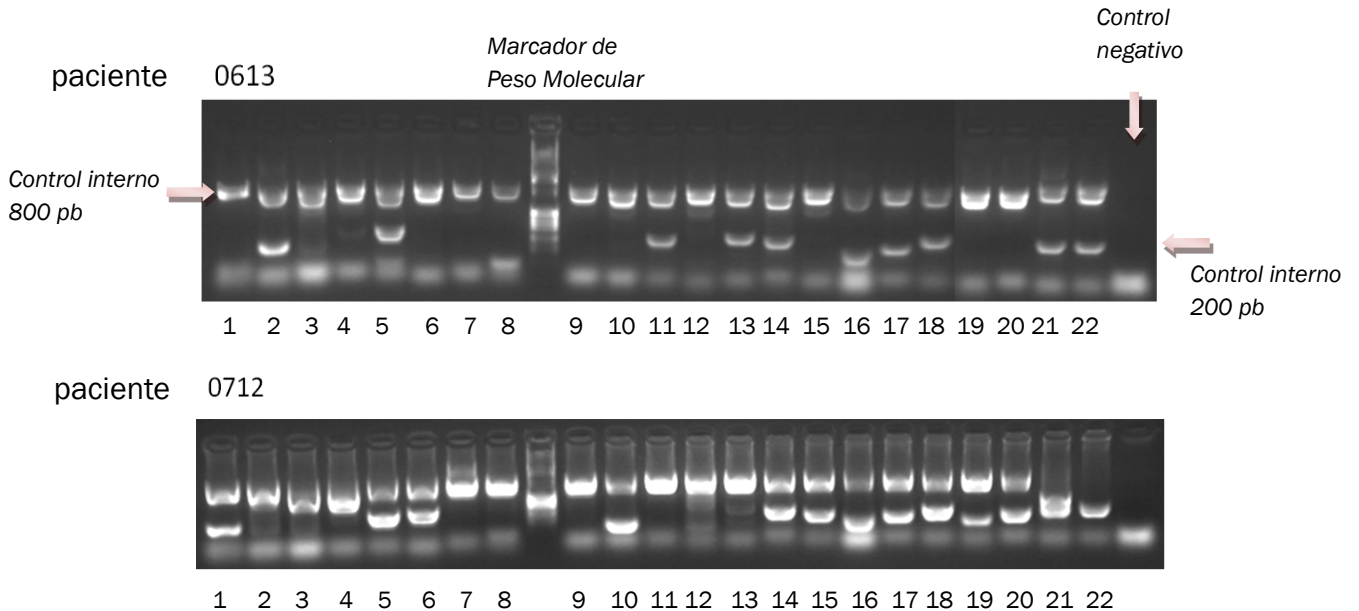 Control
negativo
Marcador de
Peso Molecular
paciente 0613
Control interno
800 pb
Control interno
200 pb
1 2 3 4 5 6 7 8 9 10 11 12 13 14 15 16 17 18 19 20 21 22
paciente 0712
1 2 3 4 5 6 7 8 9 10 11 12 13 14 15 16 17 18 19 20 21 22